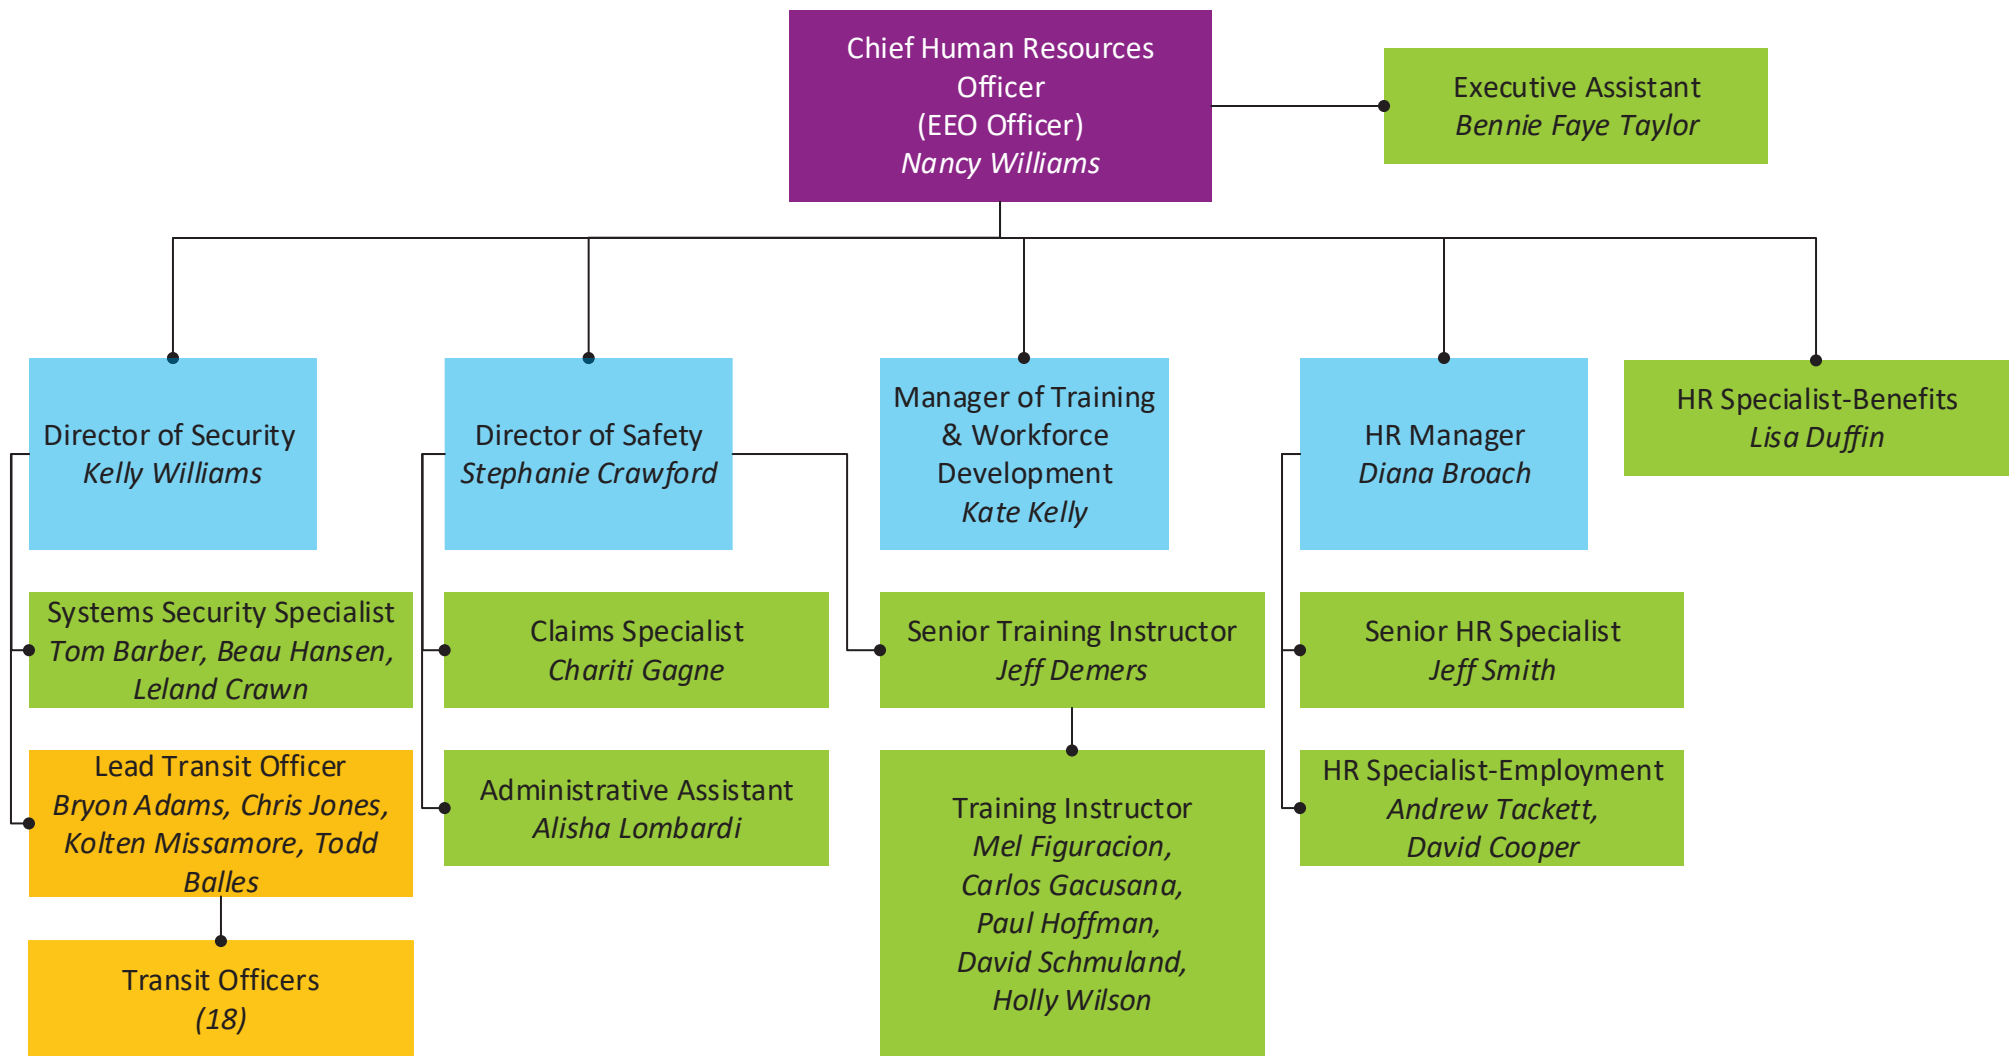 Chief Human Resources
Officer
(EEO Officer)
Nancy Williams
Executive Assistant
Bennie Faye Taylor
Director of Security
Kelly Williams
Director of Safety
Stephanie Crawford
Manager of Training
& Workforce
Development
Kate Kelly
HR Manager
Diana Broach
HR Specialist-Benefits
Lisa Duffin
Systems Security Specialist
Tom Barber, Beau Hansen,
Leland Crawn
Claims Specialist
Chariti Gagne
Senior Training Instructor
Jeff Demers
Senior HR Specialist
Jeff Smith
Lead Transit Officer
Bryon Adams, Chris Jones,
Kolten Missamore, Todd
Balles
Administrative Assistant
Alisha Lombardi
Training Instructor
Mel Figuracion,
Carlos Gacusana,
Paul Hoffman,
David Schmuland,
Holly Wilson
HR Specialist-Employment
Andrew Tackett,
David Cooper
Transit Officers
(18)